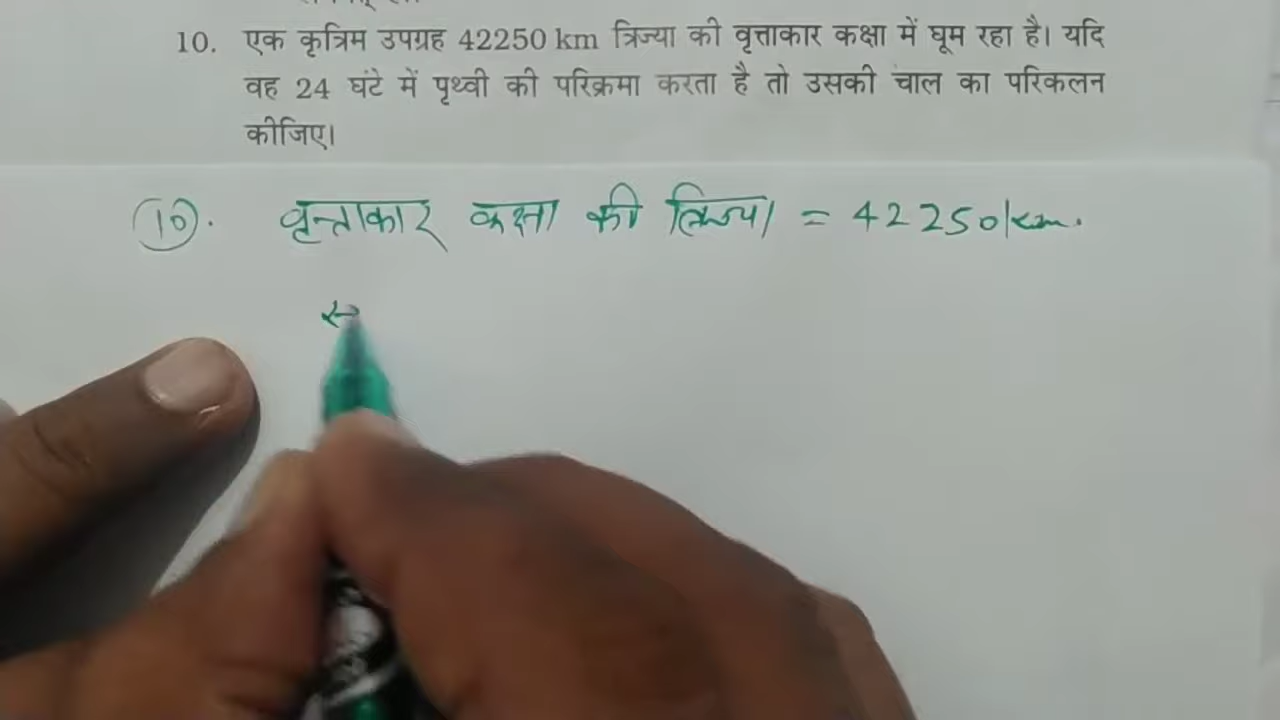 10. एक कृत्रिम उपग्रह 42250 km त्रिज्या की वृत्ताकार कक्षा में घूम रहा है। यदि
वह 24 घंटे में पृथ्वी की परिक्रमा करता है तो उसकी चाल का परिकलन
कीजिए।
10. वृत्ताकार कक्षा की त्रिज्या = 42250 km.